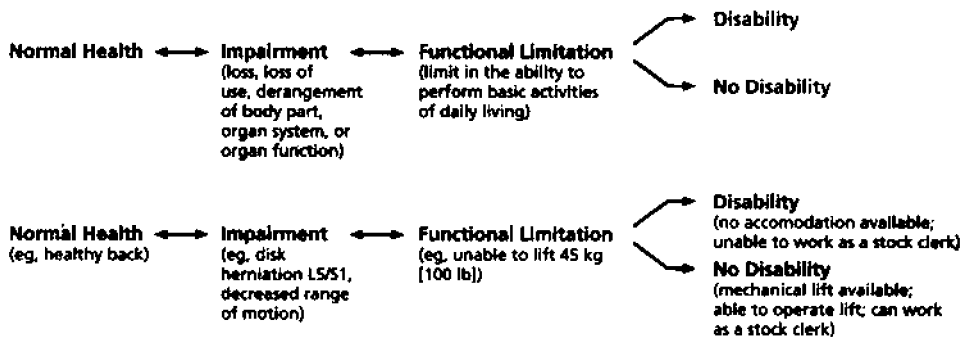 Disability
Normal Health Impairment Functional Limitation
(loss, loss of
use, derangement
of body part,
organ system, or
organ function)
(limit in the ability to
perform basic activities
of daily living)
No Disability
Normal Health
(eg, healthy back)
Impairment
(eg, disk
herniation L5/S1,
decreased range
of motion)
Functional Limitation
(eg, unable to lift 45 kg
[100 lb])
Disability
(no accomodation available;
unable to work as a stock clerk)
No Disability
(mechanical lift available;
able to operate lift; can work
as a stock clerk)